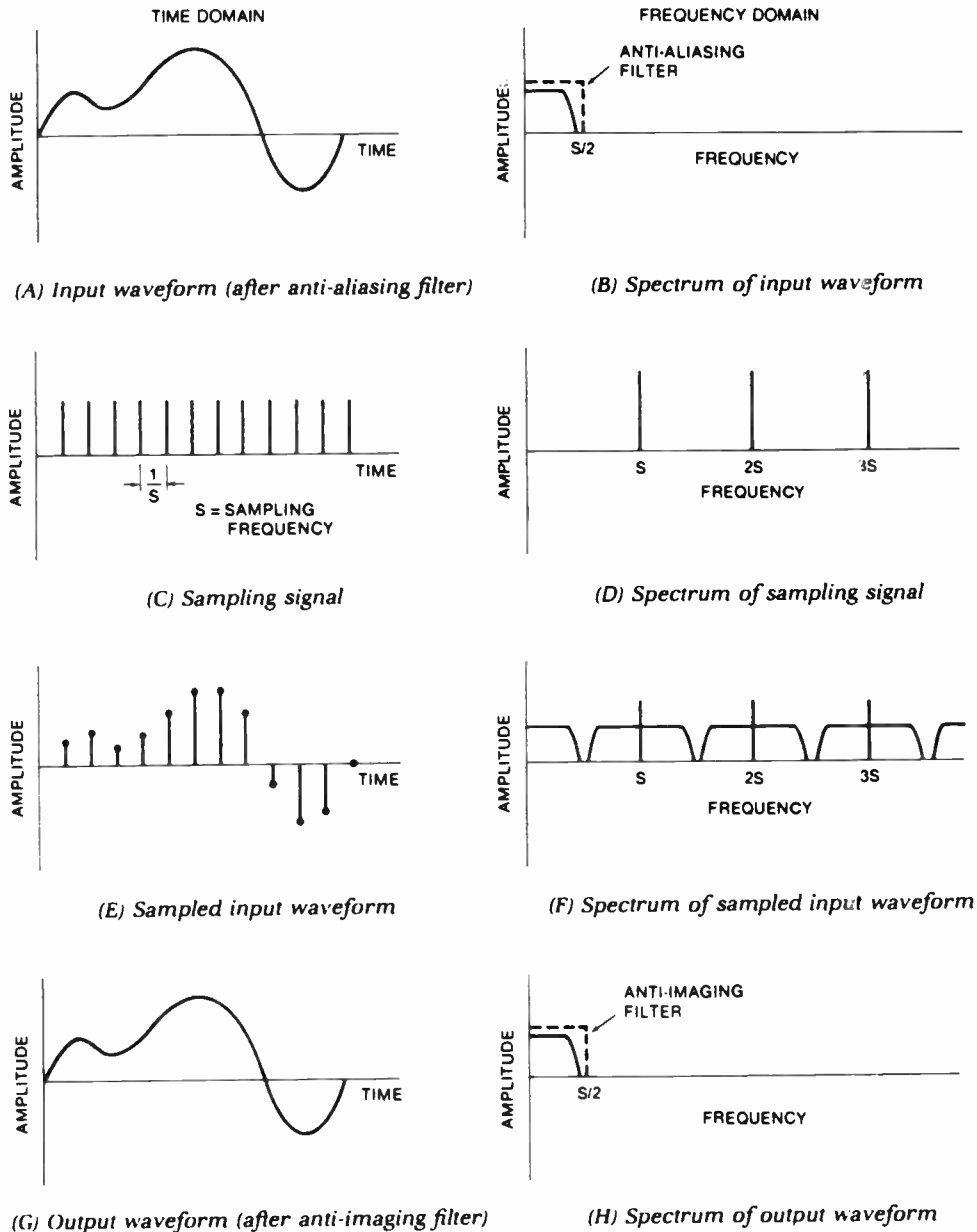 TIME DOMAIN
FREQUENCY DOMAIN
AMPLITUDE
TIME
AMPLITUDE
ANTI-ALIASING
FILTER
S/2
FREQUENCY
(A) Input waveform (after anti-aliasing filter)
(B) Spectrum of input waveform
AMPLITUDE
TIME
1
S
S = SAMPLING
FREQUENCY
AMPLITUDE
S
2S
3S
FREQUENCY
(C) Sampling signal
(D) Spectrum of sampling signal
AMPLITUDE
TIME
AMPLITUDE
S
2S
3S
FREQUENCY
(E) Sampled input waveform
(F) Spectrum of sampled input waveform
AMPLITUDE
TIME
AMPLITUDE
ANTI-IMAGING
FILTER
S/2
FREQUENCY
(G) Output waveform (after anti-imaging filter)
(H) Spectrum of output waveform